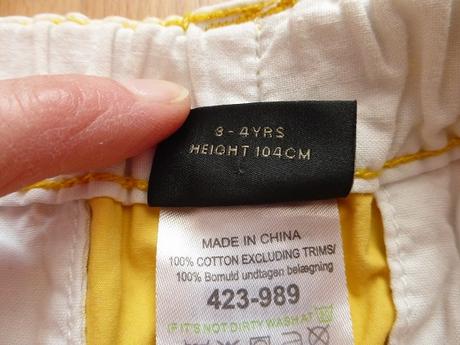 3 - 4YRS
HEIGHT 104CM
MADE IN CHINA
100% COTTON EXCLUDING TRIMS/
100% Bomuld undtagen belægning
423-989
IF IT'S NOT DIRTY WASH AT